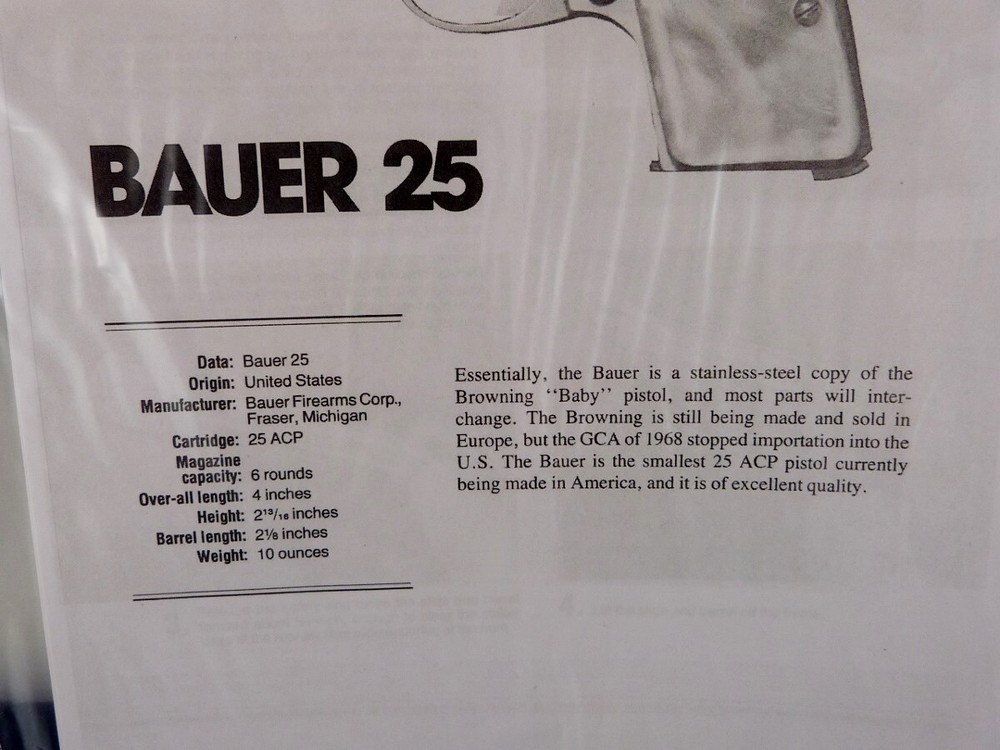 BAUER 25
Data: Bauer 25
Origin: United States
Manufacturer: Bauer Firearms Corp.,
Fraser, Michigan
Cartridge: 25 ACP
Magazine
capacity: 6 rounds
Over-all length: 4 inches
Height: 2¹³/₁₆ inches
Barrel length: 2⅛ inches
Weight: 10 ounces
Essentially, the Bauer is a stainless-steel copy of the
Browning ‘‘Baby’’ pistol, and most parts will inter-
change. The Browning is still being made and sold in
Europe, but the GCA of 1968 stopped importation into the
U.S. The Bauer is the smallest 25 ACP pistol currently
being made in America, and it is of excellent quality.
3.
4.